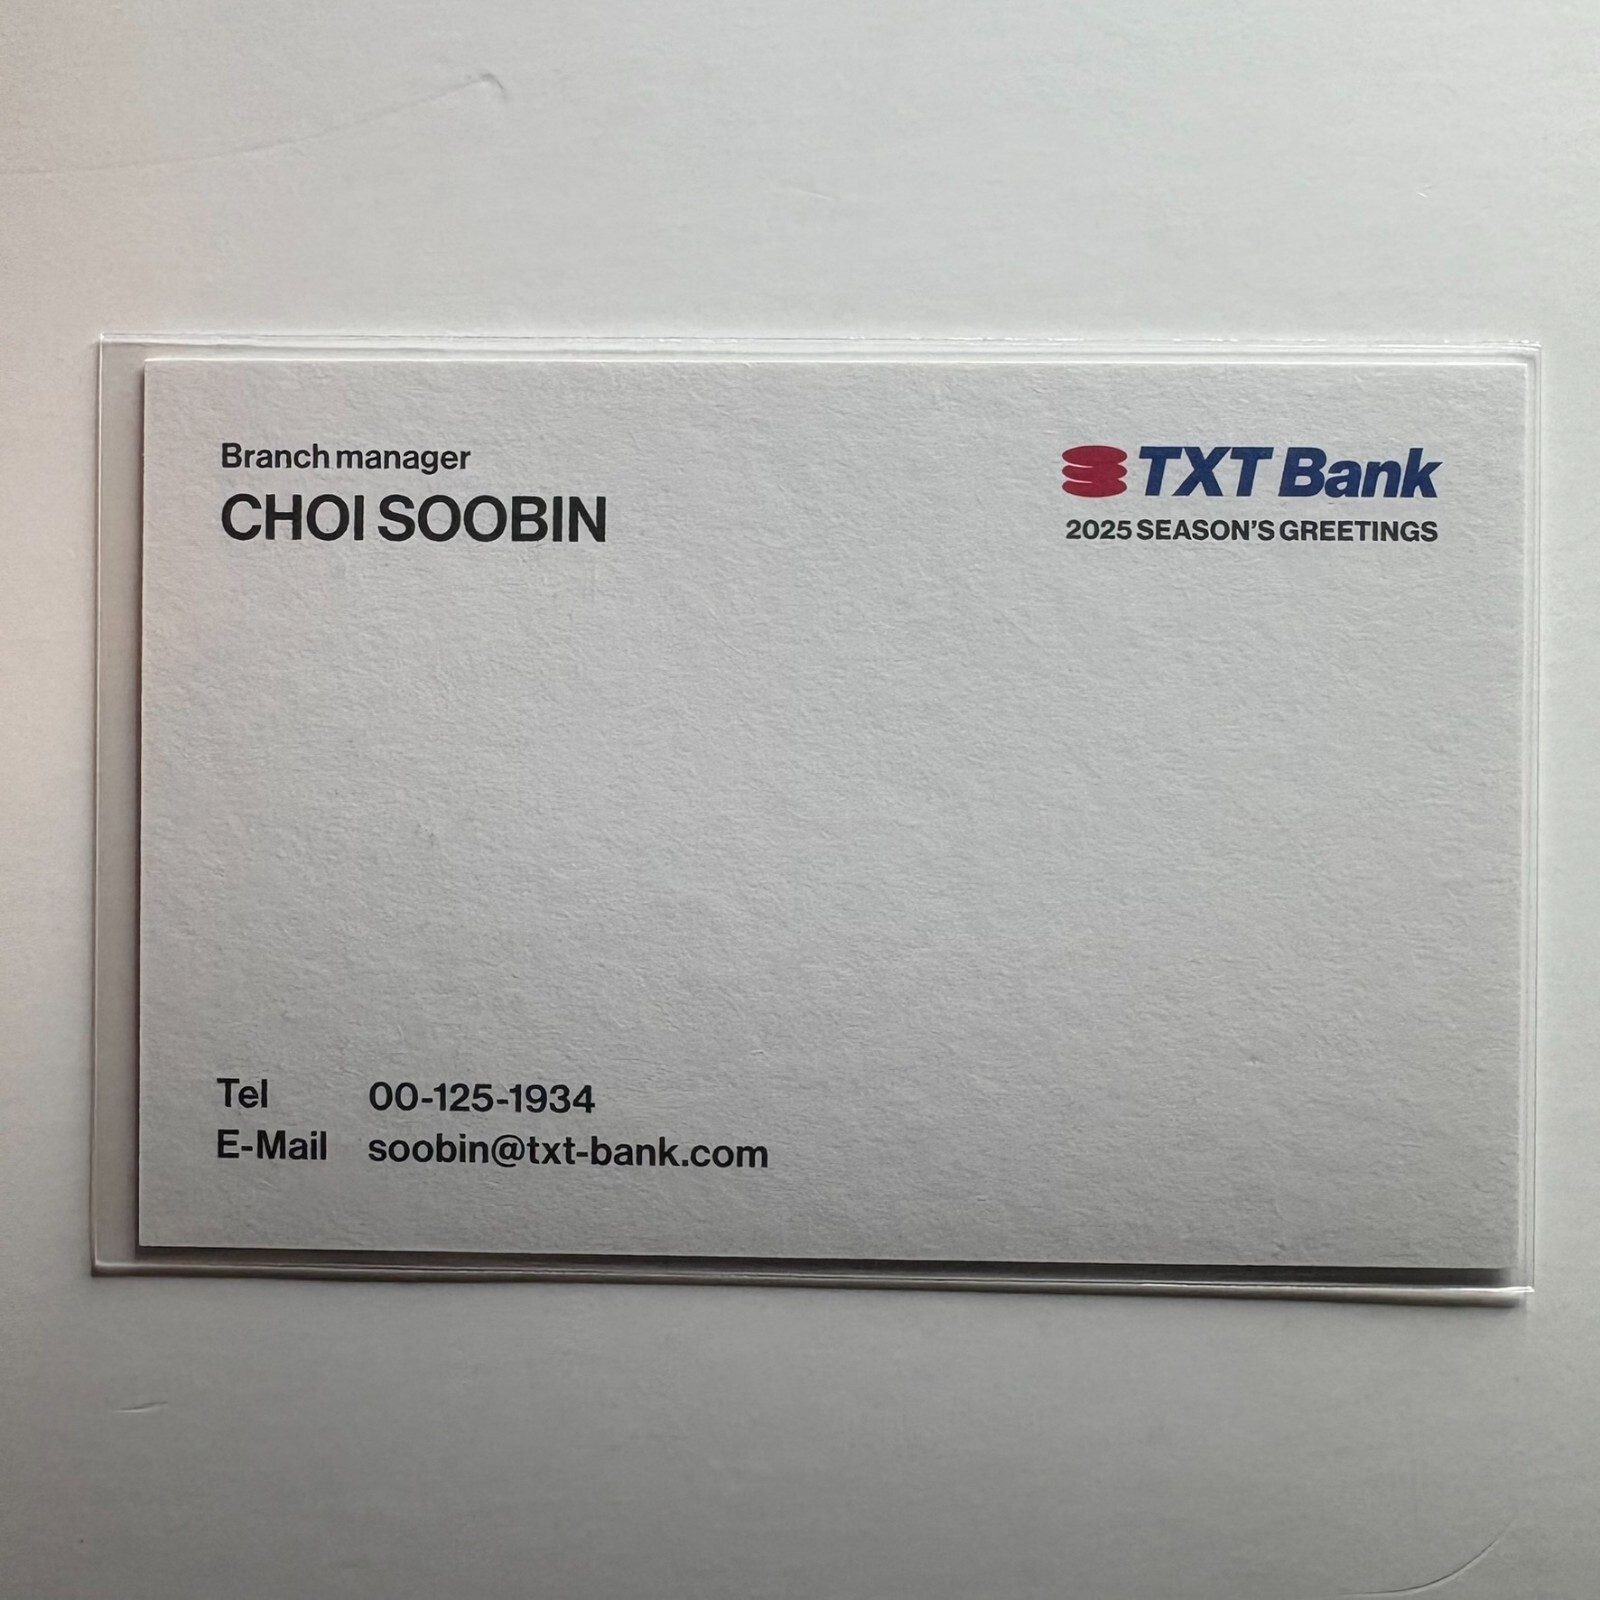 Branch manager
CHOI SOOBIN
TXT Bank
2025 SEASON'S GREETINGS
Tel 00-125-1934
E-Mail soobin@txt-bank.com